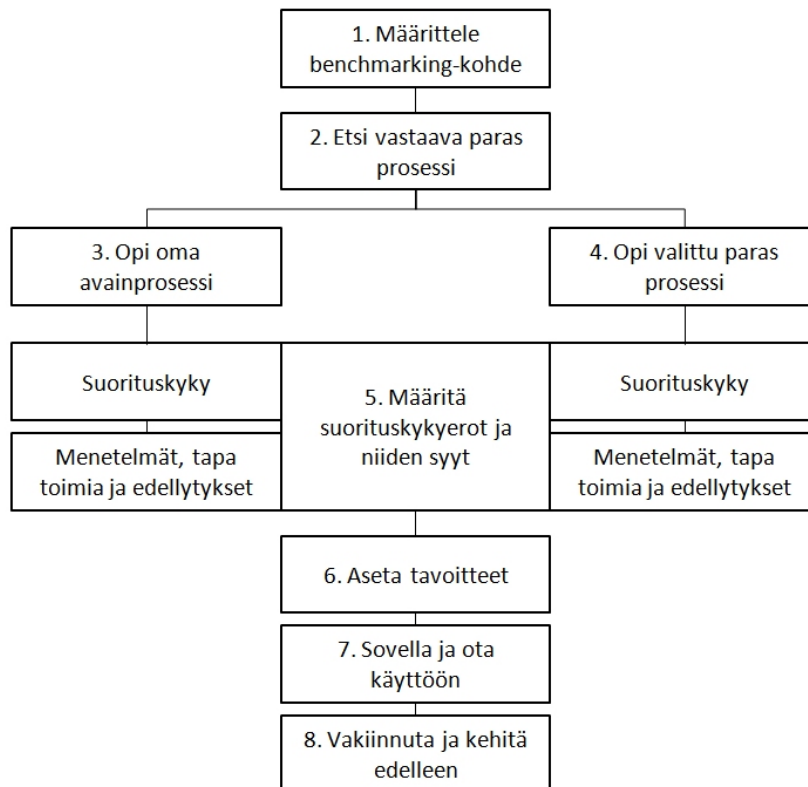 1. Määrittele
benchmarking-kohde
2. Etsi vastaava paras
prosessi
3. Opi oma
avainprosessi
4. Opi valittu paras
prosessi
Suorituskyky
Menetelmät, tapa
toimia ja edellytykset
5. Määritä
suorituskykyerot ja
niiden syyt
Suorituskyky
Menetelmät, tapa
toimia ja edellytykset
6. Aseta tavoitteet
7. Sovella ja ota
käyttöön
8. Vakiinnuta ja kehitä
edelleen